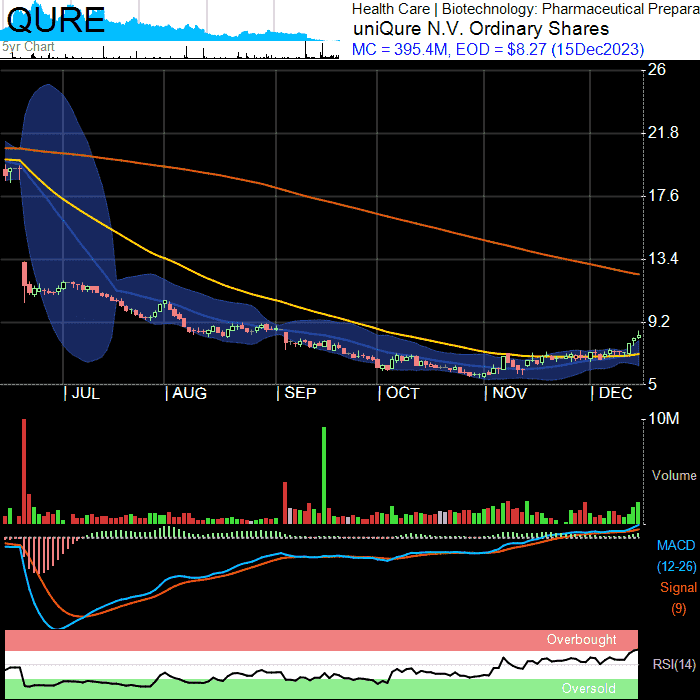 QURE
Health Care | Biotechnology: Pharmaceutical Prepara
uniQure N.V. Ordinary Shares
5yr Chart
MC = 395.4M, EOD = $8.27 (15Dec2023)
26
21.8
17.6
13.4
9.2
5
| JUL | AUG | SEP | OCT | NOV | DEC
10M
Volume
MACD
(12-26)
Signal
(9)
Overbought
RSI(14)
Oversold